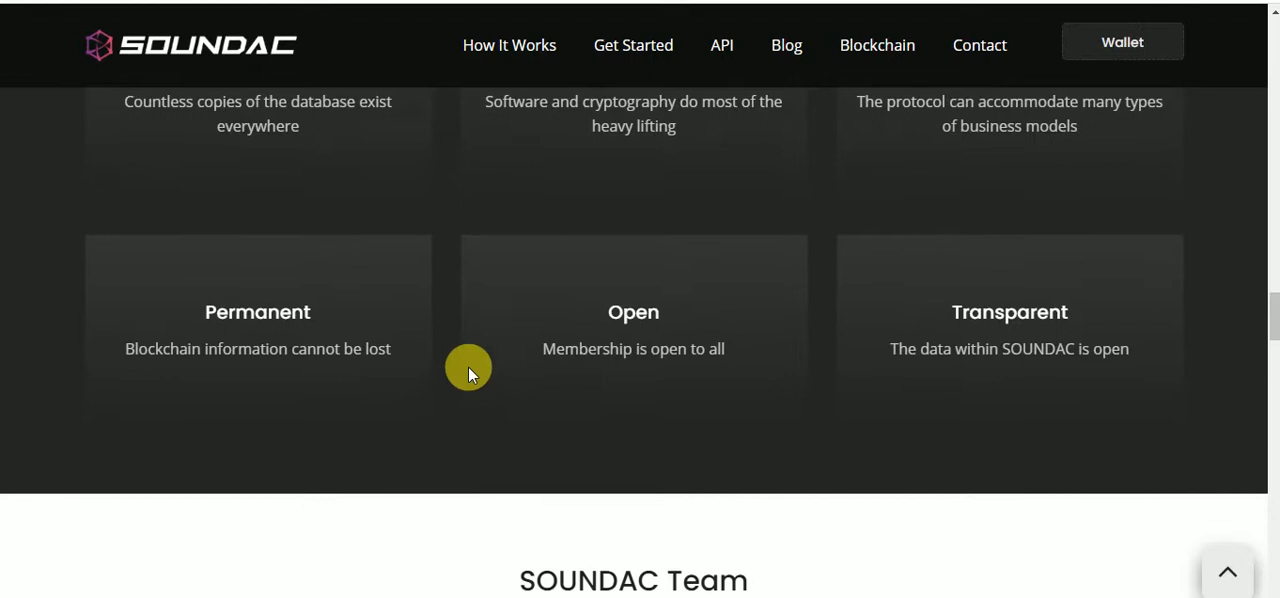 SOUNDAC
How It Works
Get Started
API
Blog
Blockchain
Contact
Wallet
Countless copies of the database exist
everywhere
Software and cryptography do most of the
heavy lifting
The protocol can accommodate many types
of business models
Permanent
Blockchain information cannot be lost
Open
Membership is open to all
Transparent
The data within SOUNDAC is open
SOUNDAC Team